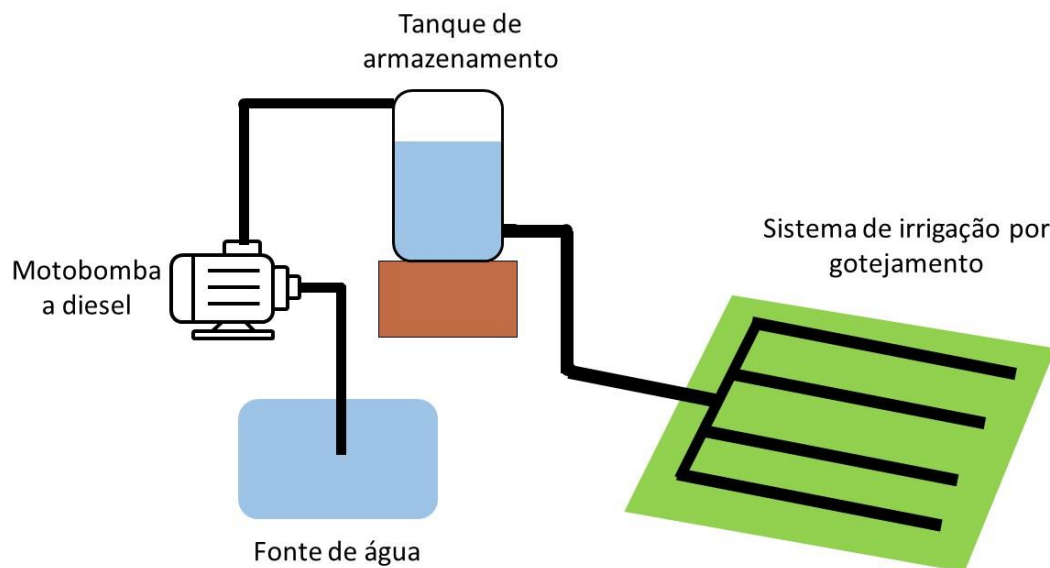 Tanque de
armazenamento
Motobomba
a diesel
Sistema de irrigação por
gotejamento
Fonte de água